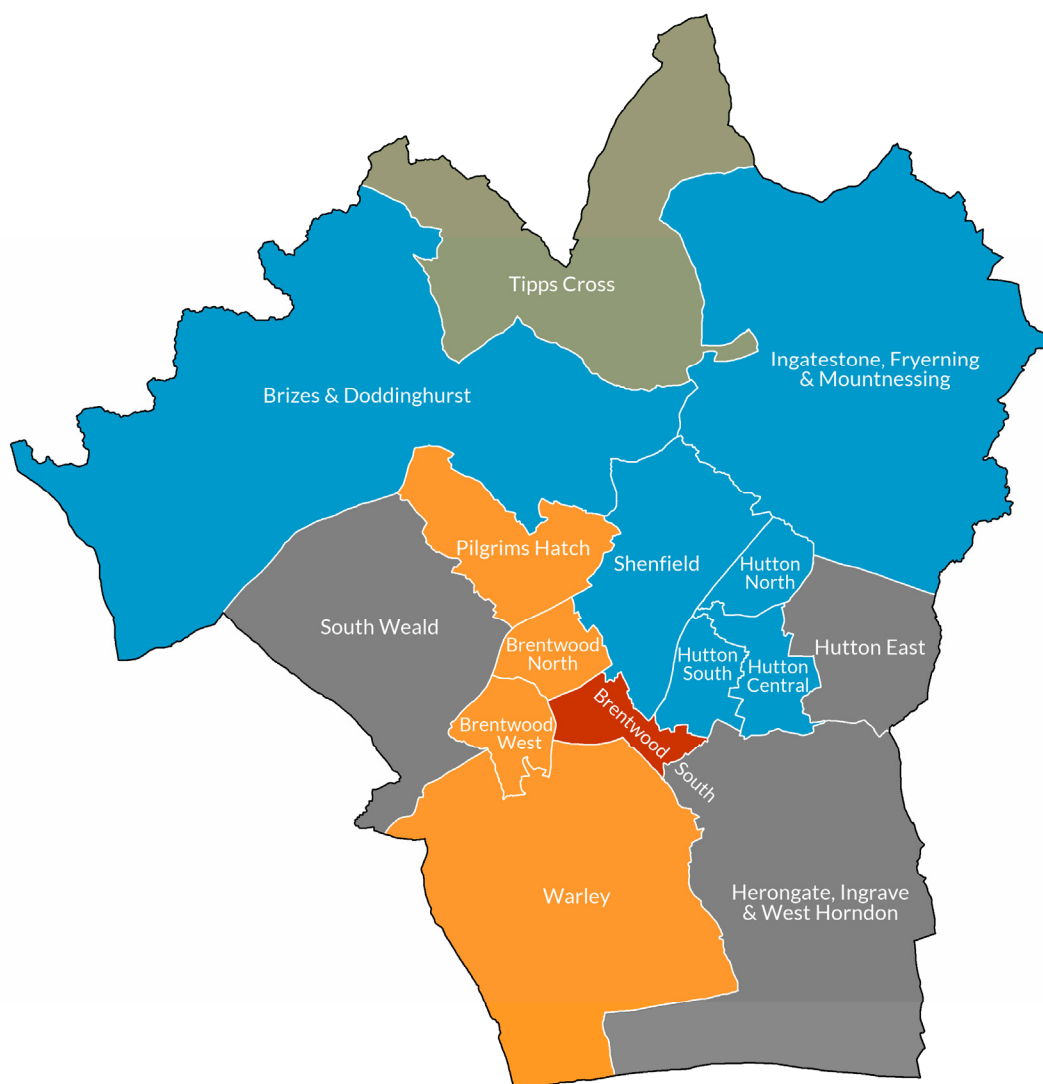 Tipps Cross
Ingatestone, Fryerning
& Mountnessing
Brizes & Doddinghurst
Pilgrims Hatch
Shenfield
Hutton
North
South Weald
Brentwood
North
Hutton
South
Hutton
Central
Hutton East
Brentwood
West
Brentwood South
Warley
Herongate, Ingrave
& West Horndon